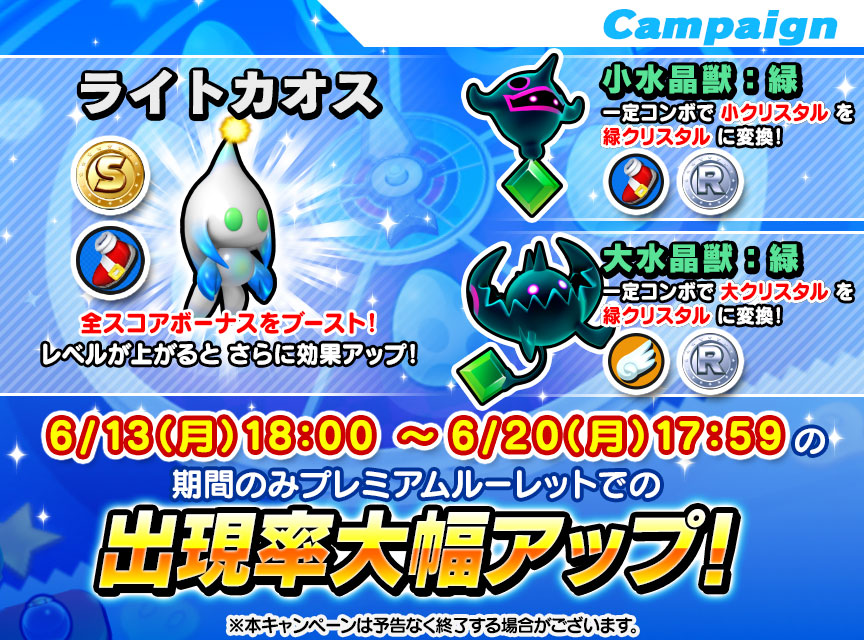 Campaign
ライトカオス
S
全スコアボーナスをブースト!
レベルが上がると さらに効果アップ!
小水晶獣:緑
一定コンボで 小クリスタル を
緑クリスタル に変換!
R
大水晶獣:緑
一定コンボで 大クリスタル を
緑クリスタル に変換!
R
6/13(月)18:00 ～ 6/20(月)17:59 の
期間のみプレミアムルーレットでの
出現率大幅アップ!
※本キャンペーンは予告なく終了する場合がございます。